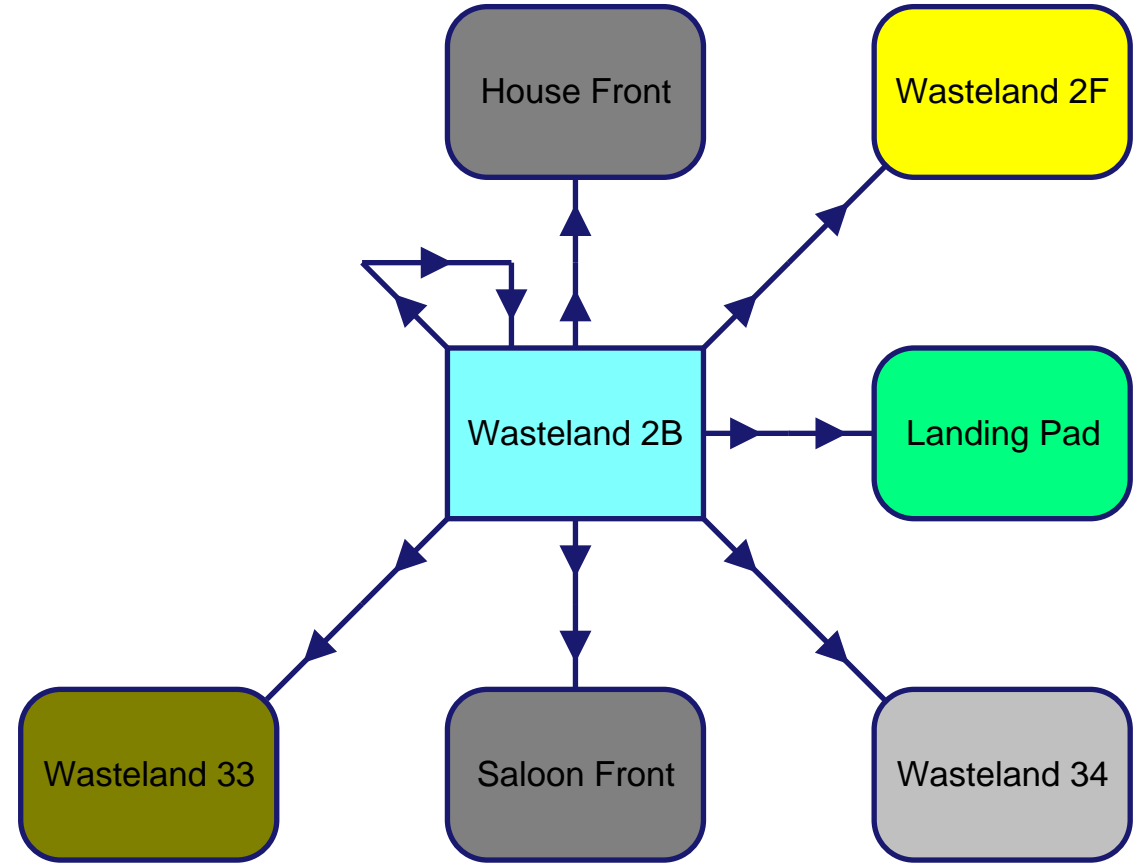 House Front
Wasteland 2F
Wasteland 2B
Landing Pad
Wasteland 33
Saloon Front
Wasteland 34